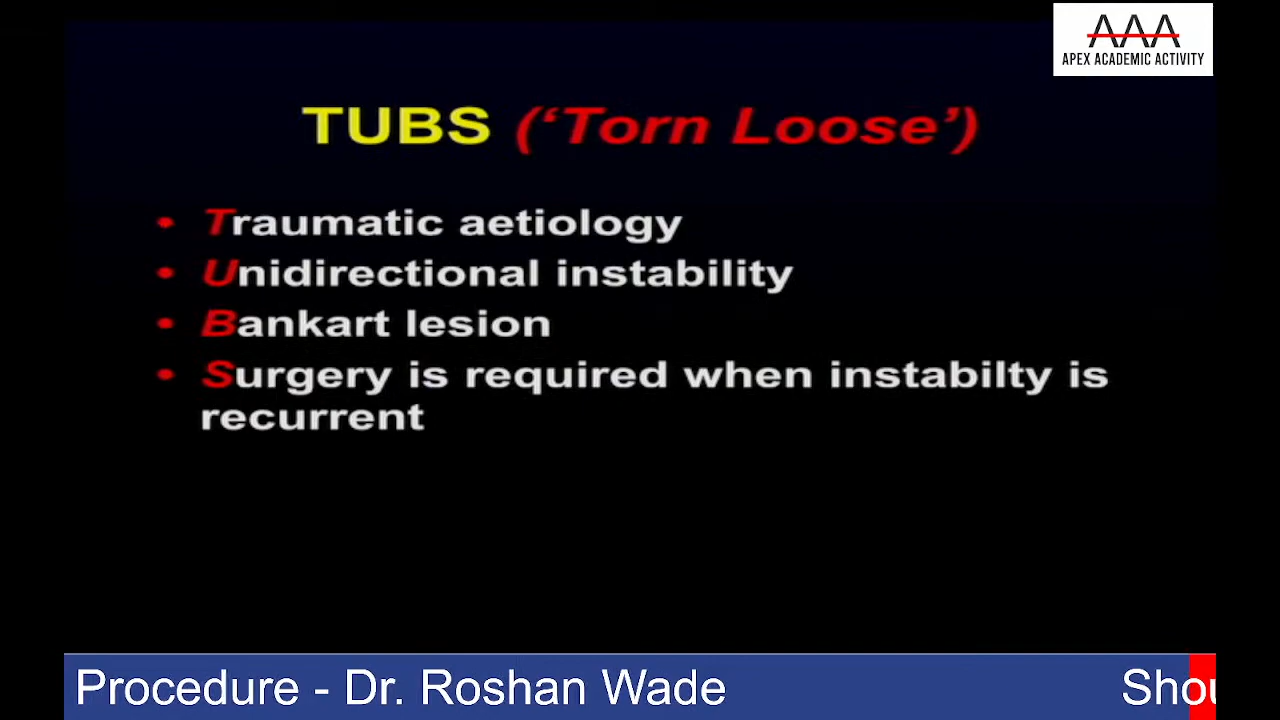 AAA
APEX ACADEMIC ACTIVITY
TUBS (‘Torn Loose’)
• Traumatic aetiology
• Unidirectional instability
• Bankart lesion
• Surgery is required when instabilty is
recurrent
Procedure - Dr. Roshan Wade Shou